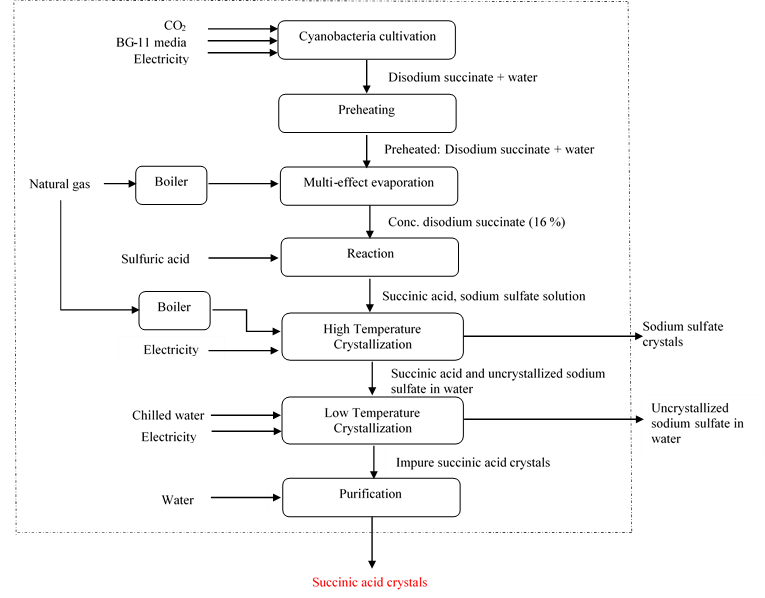 CO₂
BG-11 media
Electricity
Cyanobacteria cultivation
Disodium succinate + water
Preheating
Preheated: Disodium succinate + water
Natural gas
Boiler
Multi-effect evaporation
Conc. disodium succinate (16 %)
Sulfuric acid
Reaction
Succinic acid, sodium sulfate solution
Boiler
Electricity
High Temperature
Crystallization
Sodium sulfate
crystals
Succinic acid and uncrystallized sodium
sulfate in water
Chilled water
Electricity
Low Temperature
Crystallization
Uncrystallized
sodium sulfate in
water
Impure succinic acid crystals
Water
Purification
Succinic acid crystals